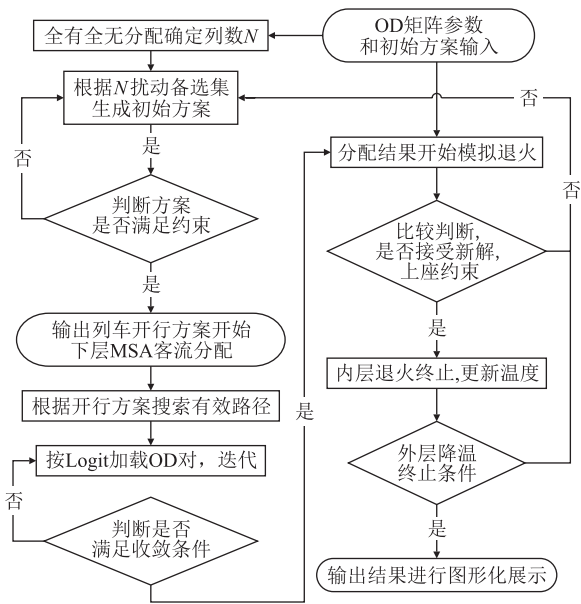 OD矩阵参数
和初始方案输入
全有全无分配确定列数N
根据N扰动备选集
生成初始方案
是
否
判断方案
是否满足约束
是
输出列车开行方案开始
下层MSA客流分配
根据开行方案搜索有效路径
按Logit加载OD对，迭代
否
判断是否
满足收敛条件
是
否
分配结果开始模拟退火
否
比较判断,
是否接受新解,
上座约束
是
内层退火终止,更新温度
外层降温
终止条件
是
输出结果进行图形化展示